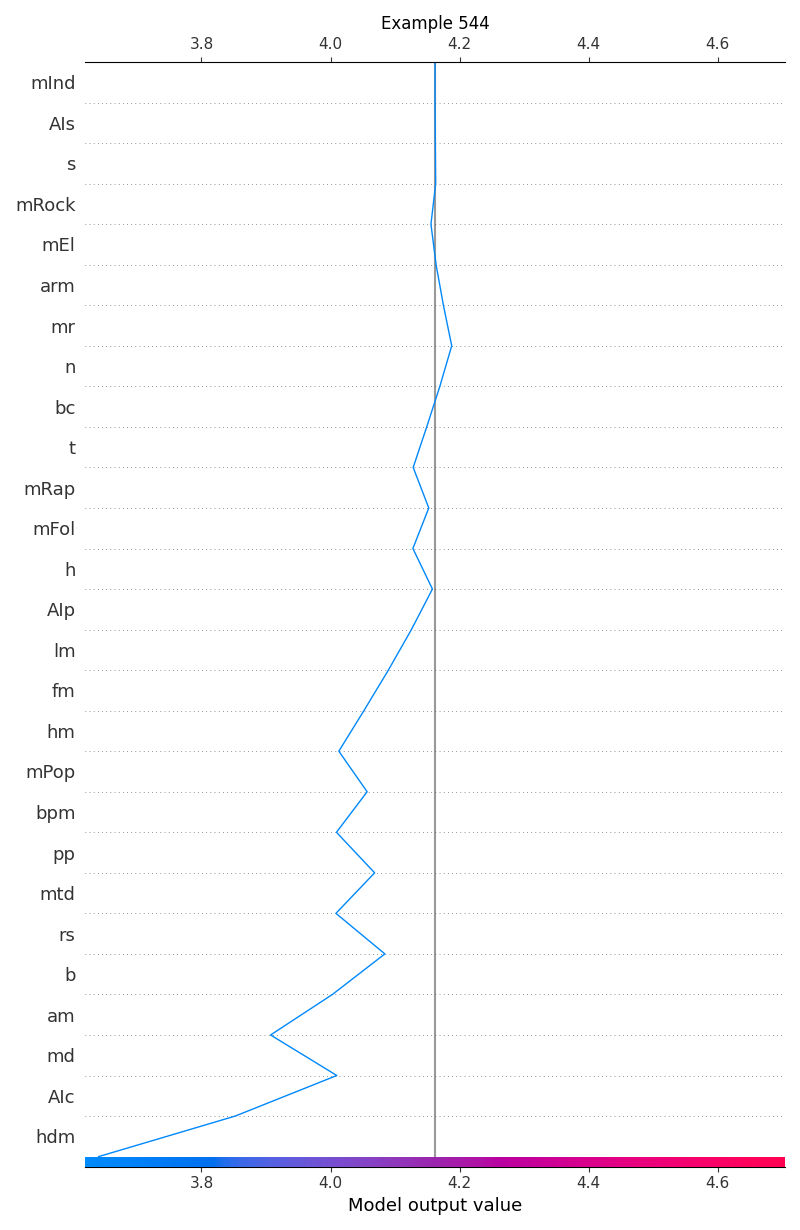 Example 544
3.8 4.0 4.2 4.4 4.6
mInd
AIs
s
mRock
mEl
arm
mr
n
bc
t
mRap
mFol
h
AIp
lm
fm
hm
mPop
bpm
pp
mtd
rs
b
am
md
AIc
hdm
3.8 4.0 4.2 4.4 4.6
Model output value